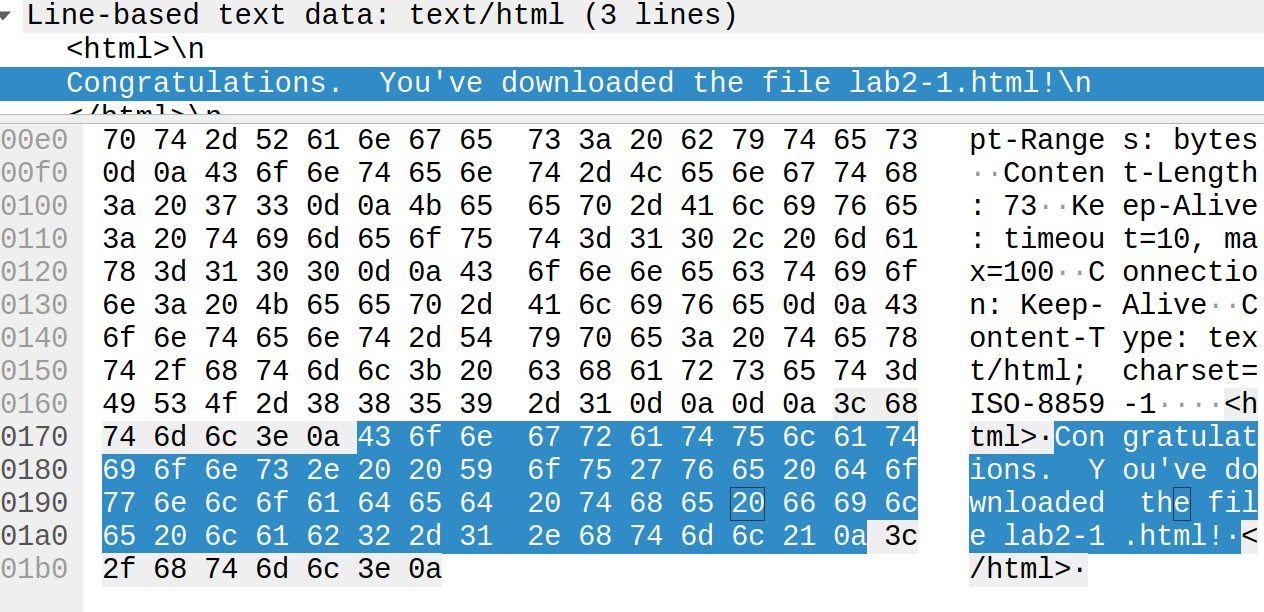 Line-based text data: text/html (3 lines)
<html>\n
Congratulations.  You've downloaded the file lab2-1.html!\n
</html>\n
00e0 70 74 2d 52 61 6e 67 65 73 3a 20 62 79 74 65 73 pt-Range s: bytes
00f0 0d 0a 43 6f 6e 74 65 6e 74 2d 4c 65 6e 67 74 68 ··Conten t-Length
0100 3a 20 37 33 0d 0a 4b 65 65 70 2d 41 6c 69 76 65 : 73··Ke ep-Alive
0110 3a 20 74 69 6d 65 6f 75 74 3d 31 30 2c 20 6d 61 : timeou t=10, ma
0120 78 3d 31 30 30 0d 0a 43 6f 6e 6e 65 63 74 69 6f x=100··C onnectio
0130 6e 3a 20 4b 65 65 70 2d 41 6c 69 76 65 0d 0a 43 n: Keep- Alive··C
0140 6f 6e 74 65 6e 74 2d 54 79 70 65 3a 20 74 65 78 ontent-T ype: tex
0150 74 2f 68 74 6d 6c 3b 20 63 68 61 72 73 65 74 3d t/html;  charset=
0160 49 53 4f 2d 38 38 35 39 2d 31 0d 0a 0d 0a 3c 68 ISO-8859 -1····<h
0170 74 6d 6c 3e 0a 43 6f 6e 67 72 61 74 75 6c 61 74 tml>·Con gratulat
0180 69 6f 6e 73 2e 20 20 59 6f 75 27 76 65 20 64 6f ions.  Y ou've do
0190 77 6e 6c 6f 61 64 65 64 20 74 68 65 20 66 69 6c wnloaded  the fil
01a0 65 20 6c 61 62 32 2d 31 2e 68 74 6d 6c 21 0a 3c e lab2-1 .html!·<
01b0 2f 68 74 6d 6c 3e 0a /html>·